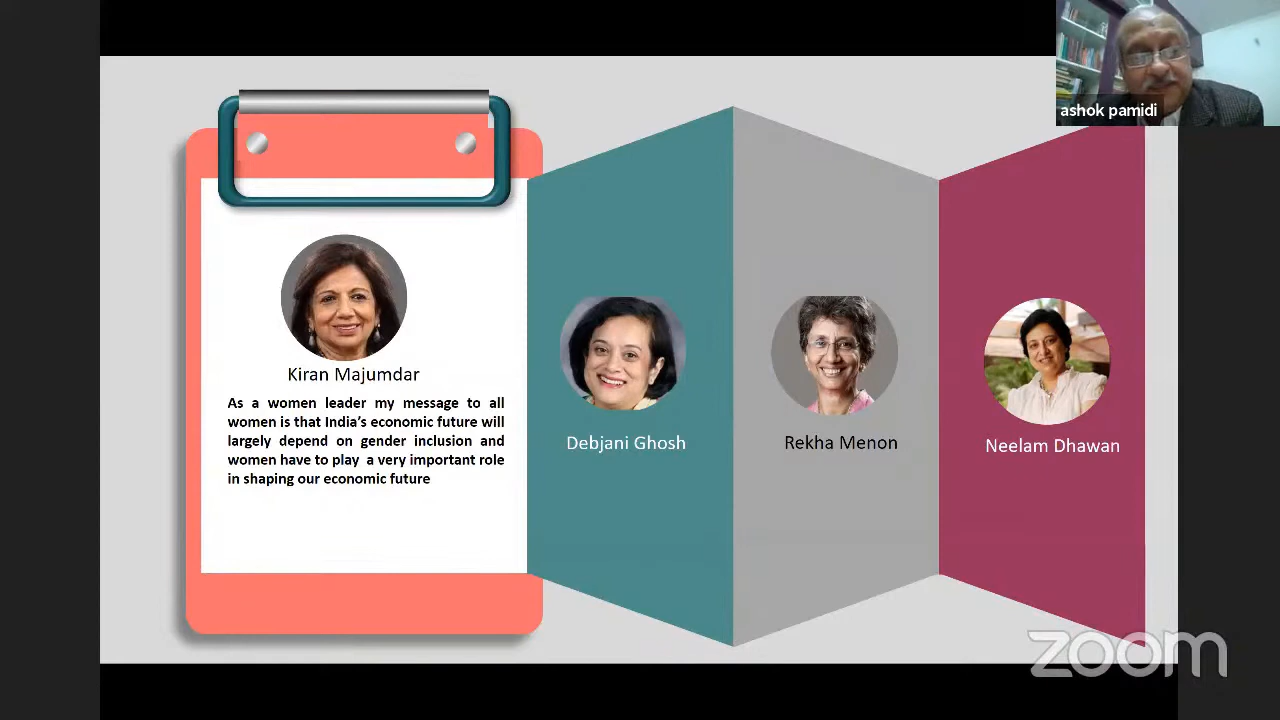 ashok pamidi
Kiran Majumdar
As a women leader my message to all
women is that India's economic future will
largely depend on gender inclusion and
women have to play a very important role
in shaping our economic future
Debjani Ghosh
Rekha Menon
Neelam Dhawan
zoom